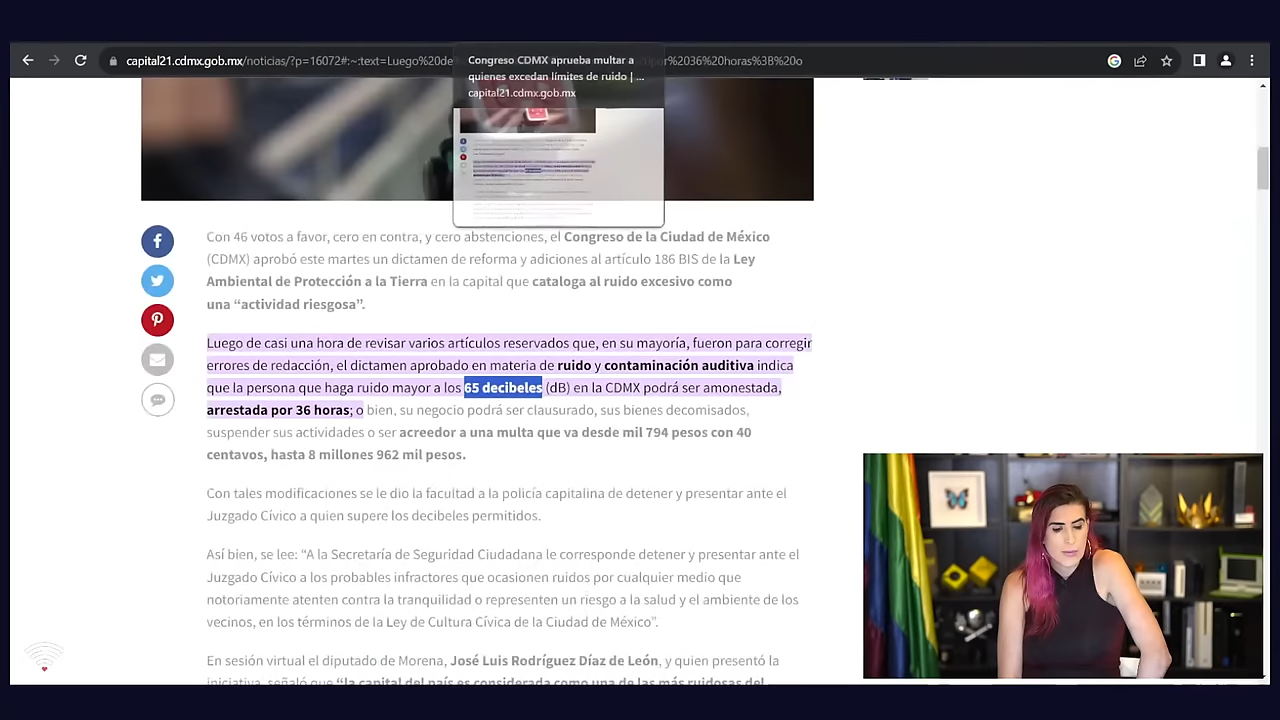 capital21.cdmx.gob.mx/noticias/?p=16072#:~:text=Luego%20de
or%2036%20horas%3B%20o
Congreso CDMX aprueba multar a
quienes excedan límites de ruido | ...
capital21.cdmx.gob.mx
Con 46 votos a favor, cero en contra, y cero abstenciones, el Congreso de la Ciudad de México
(CDMX) aprobó este martes un dictamen de reforma y adiciones al artículo 186 BIS de la Ley
Ambiental de Protección a la Tierra en la capital que cataloga al ruido excesivo como
una “actividad riesgosa”.
Luego de casi una hora de revisar varios artículos reservados que, en su mayoría, fueron para corregir
errores de redacción, el dictamen aprobado en materia de ruido y contaminación auditiva indica
que la persona que haga ruido mayor a los 65 decibeles (dB) en la CDMX podrá ser amonestada,
arrestada por 36 horas; o bien, su negocio podrá ser clausurado, sus bienes decomisados,
suspender sus actividades o ser acreedor a una multa que va desde mil 794 pesos con 40
centavos, hasta 8 millones 962 mil pesos.
Con tales modificaciones se le dio la facultad a la policía capitalina de detener y presentar ante el
Juzgado Cívico a quien supere los decibeles permitidos.
Así bien, se lee: “A la Secretaría de Seguridad Ciudadana le corresponde detener y presentar ante el
Juzgado Cívico a los probables infractores que ocasionen ruidos por cualquier medio que
notoriamente atenten contra la tranquilidad o representen un riesgo a la salud y el ambiente de los
vecinos, en los términos de la Ley de Cultura Cívica de la Ciudad de México”.
En sesión virtual el diputado de Morena, José Luis Rodríguez Díaz de León, y quien presentó la
iniciativa, señaló que “la capital del país es considerada como una de las más ruidosas del